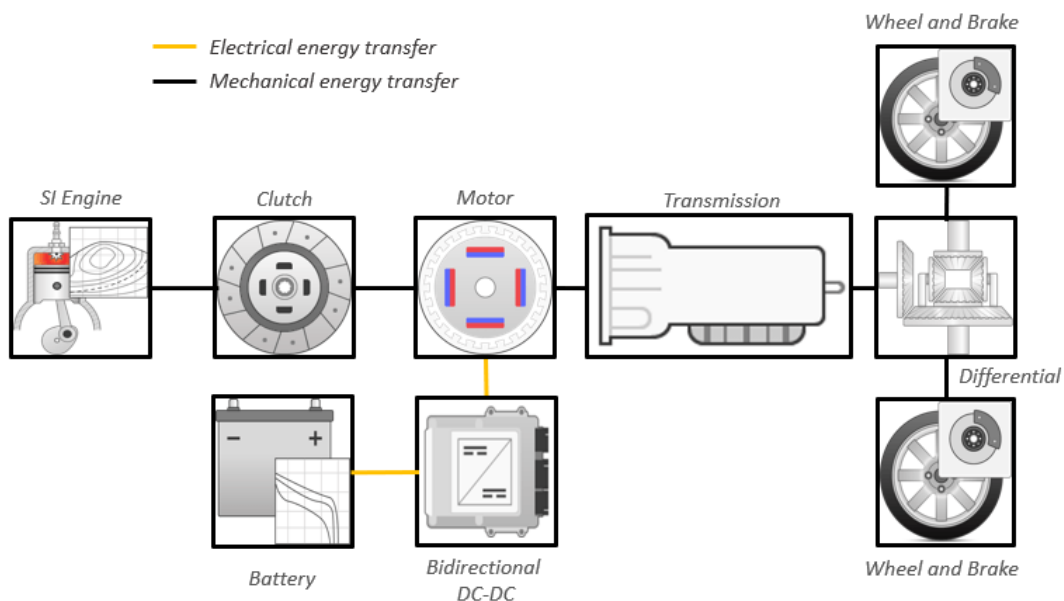 Wheel and Brake
Electrical energy transfer
Mechanical energy transfer
SI Engine
Clutch
Motor
Transmission
Differential
− +
Battery
Bidirectional
DC-DC
Wheel and Brake